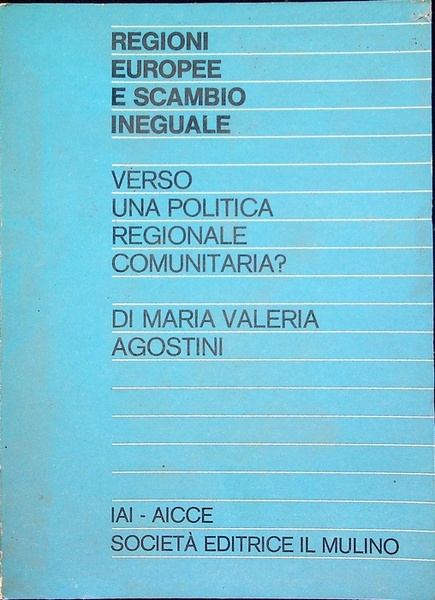 REGIONI
EUROPEE
E SCAMBIO
INEGUALE
VERSO
UNA POLITICA
REGIONALE
COMUNITARIA?
DI MARIA VALERIA
AGOSTINI
IAI - AICCE
SOCIETÀ EDITRICE IL MULINO